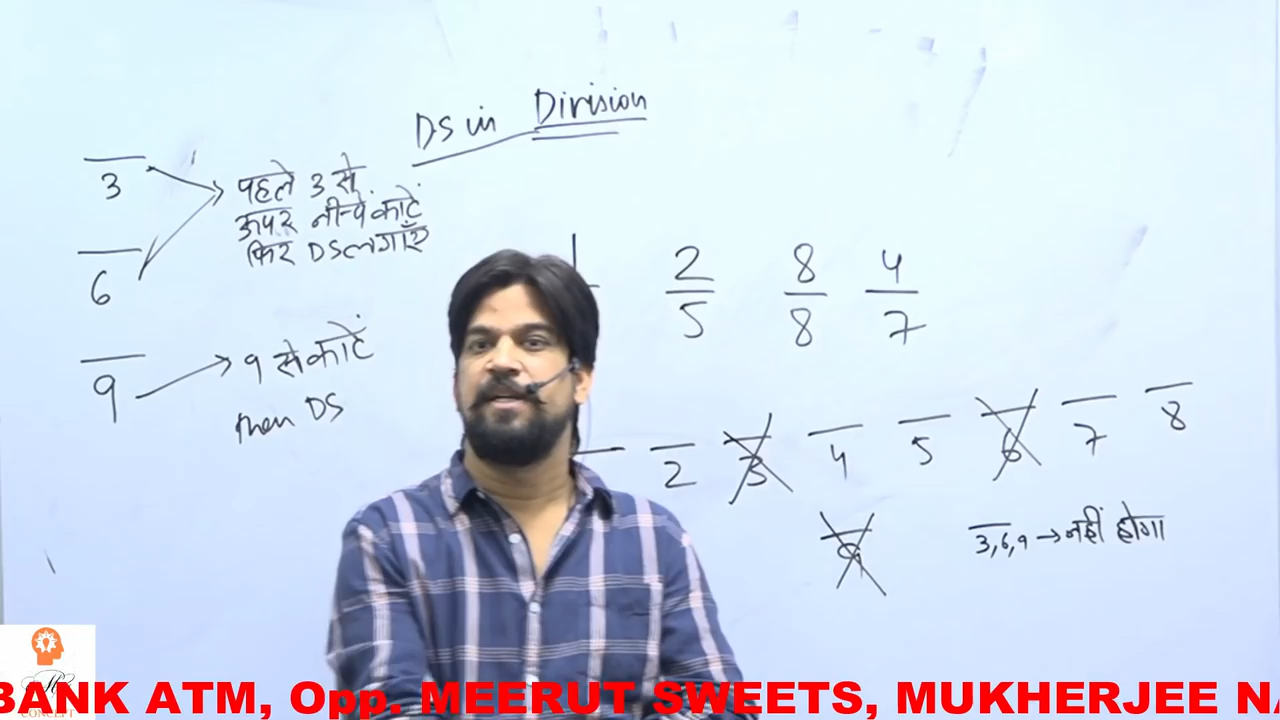 DS in Division
3
6
पहले 3 से
ऊपर नीचे काटें
फिर DS लगाएँ
9
9 से काटें
then DS
2/5 8/8 4/7
2 3 4 5 6 7 8
9
3,6,9 → नहीं होगा
CONCEPT
BANK ATM, Opp. MEERUT SWEETS, MUKHERJEE NA